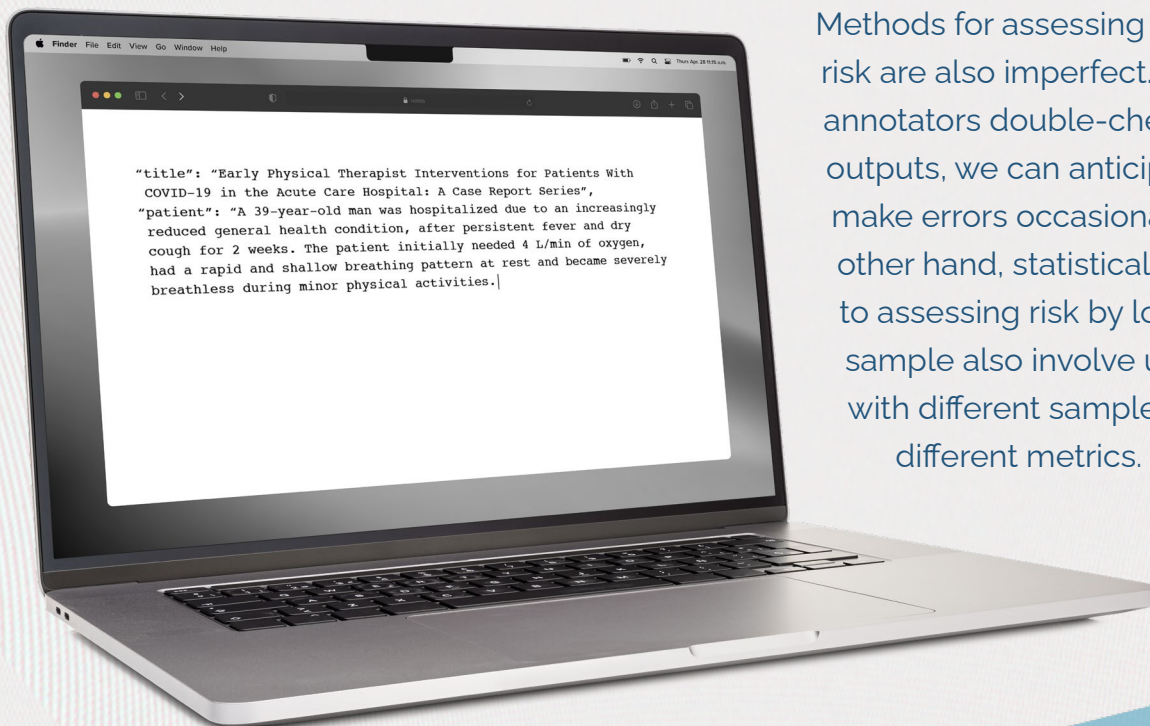 Finder File Edit View Go Window Help
Thurs Apr. 28 11:15 a.m.
"title": "Early Physical Therapist Interventions for Patients With
COVID-19 in the Acute Care Hospital: A Case Report Series",
"patient": "A 39-year-old man was hospitalized due to an increasingly
reduced general health condition, after persistent fever and dry
cough for 2 weeks. The patient initially needed 4 L/min of oxygen,
had a rapid and shallow breathing pattern at rest and became severely
breathless during minor physical activities.
Methods for assessing
risk are also imperfect.
annotators double-che
outputs, we can anticip
make errors occasiona
other hand, statistical
to assessing risk by lo
sample also involve u
with different sample
different metrics.